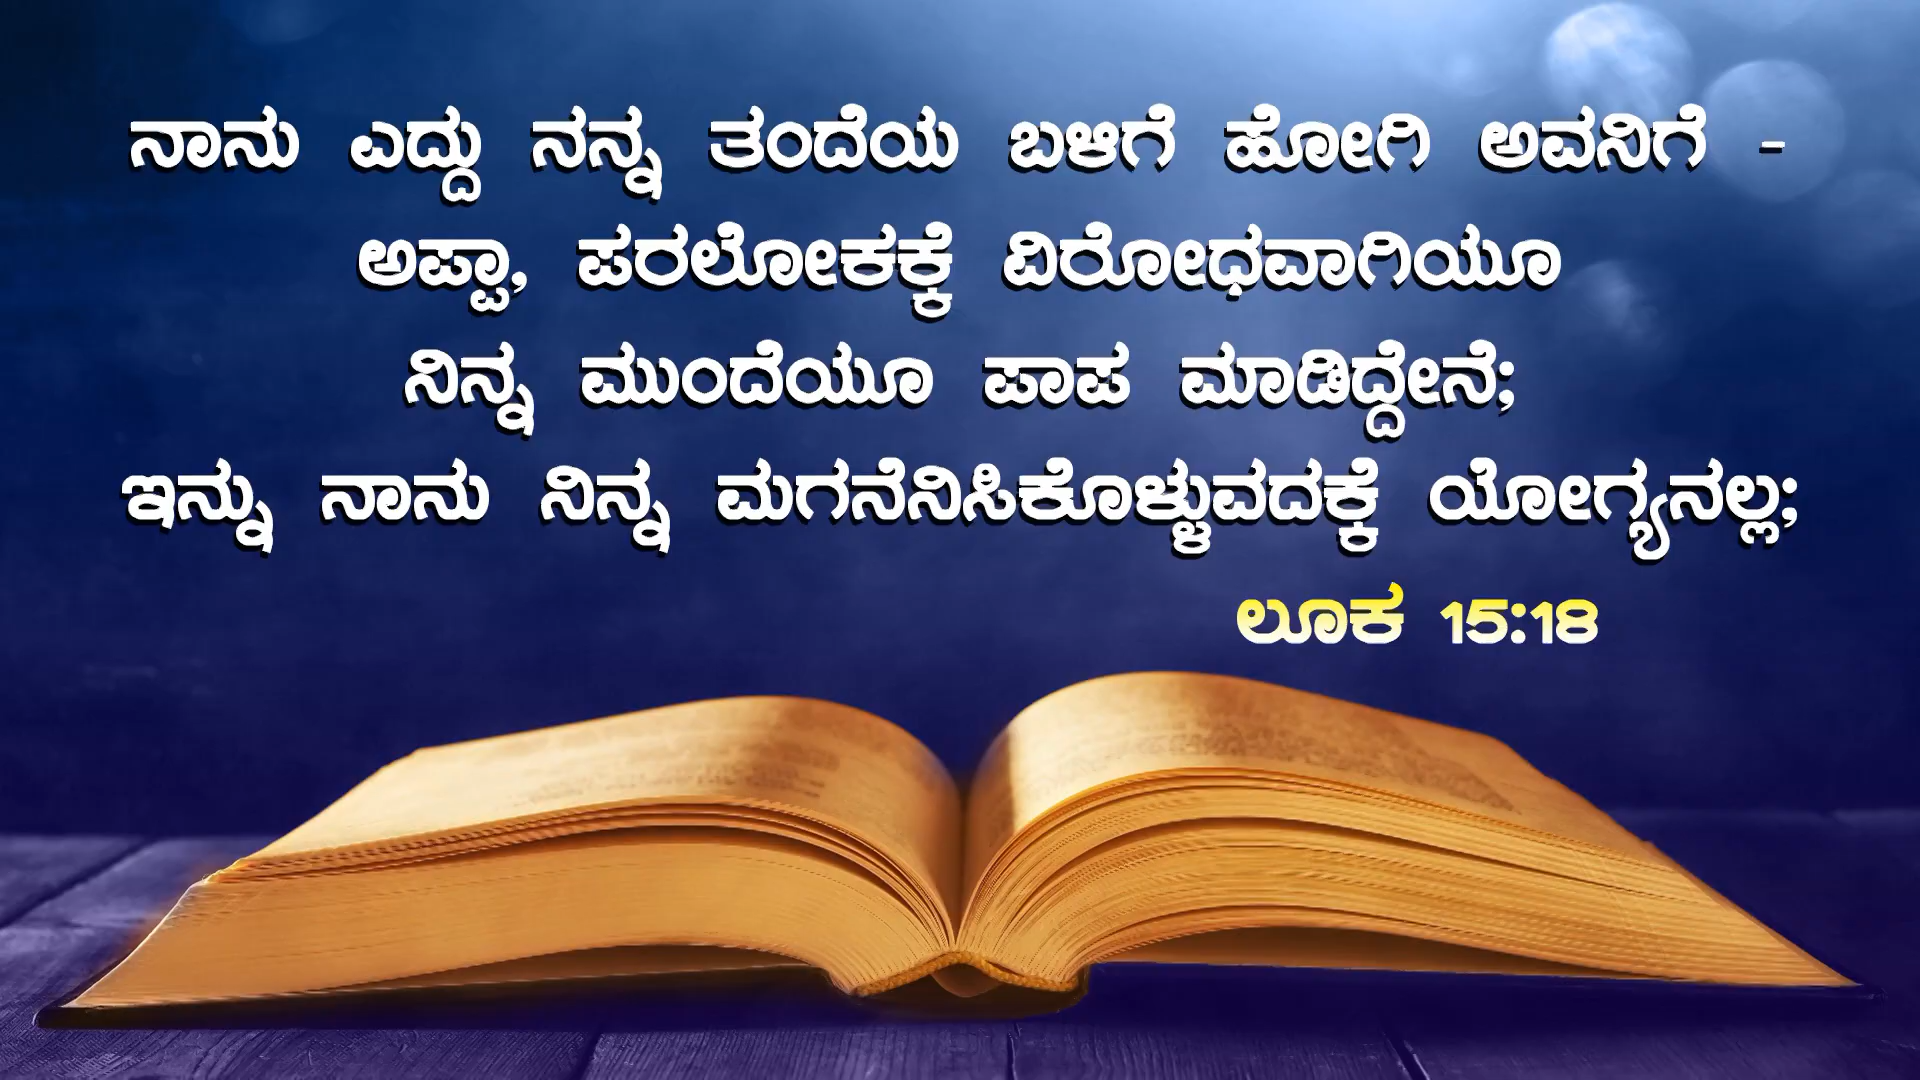 ನಾನು ಎದ್ದು ನನ್ನ ತಂದೆಯ ಬಳಿಗೆ ಹೋಗಿ ಅವನಿಗೆ -
ಅಪ್ಪಾ, ಪರಲೋಕಕ್ಕೆ ವಿರೋಧವಾಗಿಯೂ
ನಿನ್ನ ಮುಂದೆಯೂ ಪಾಪ ಮಾಡಿದ್ದೇನೆ;
ಇನ್ನು ನಾನು ನಿನ್ನ ಮಗನೆನಿಸಿಕೊಳ್ಳುವದಕ್ಕೆ ಯೋಗ್ಯನಲ್ಲ;
ಲೂಕ 15:18